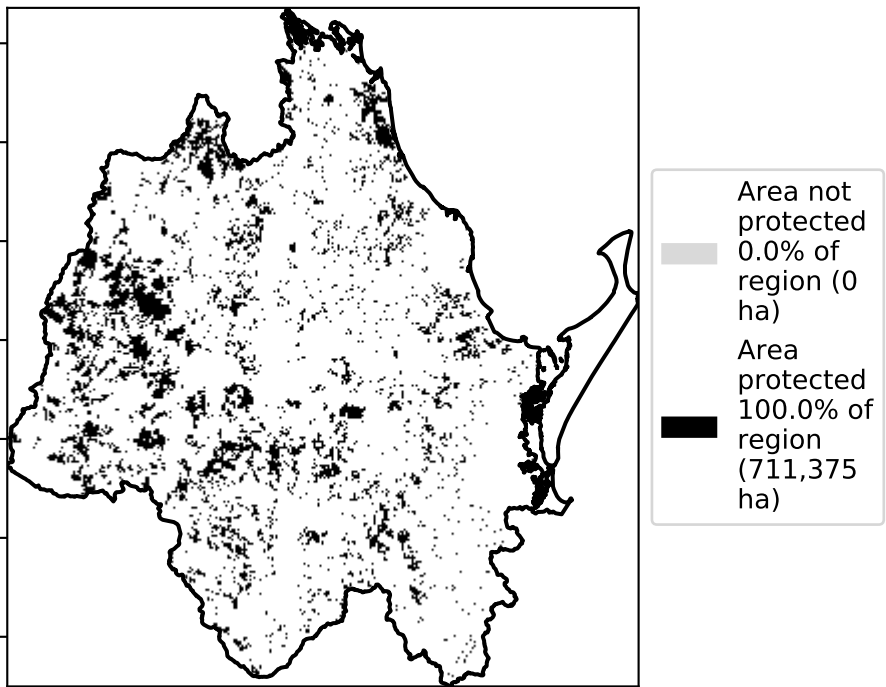 Area not
protected
0.0% of
region (0
ha)
Area
protected
100.0% of
region
(711,375
ha)